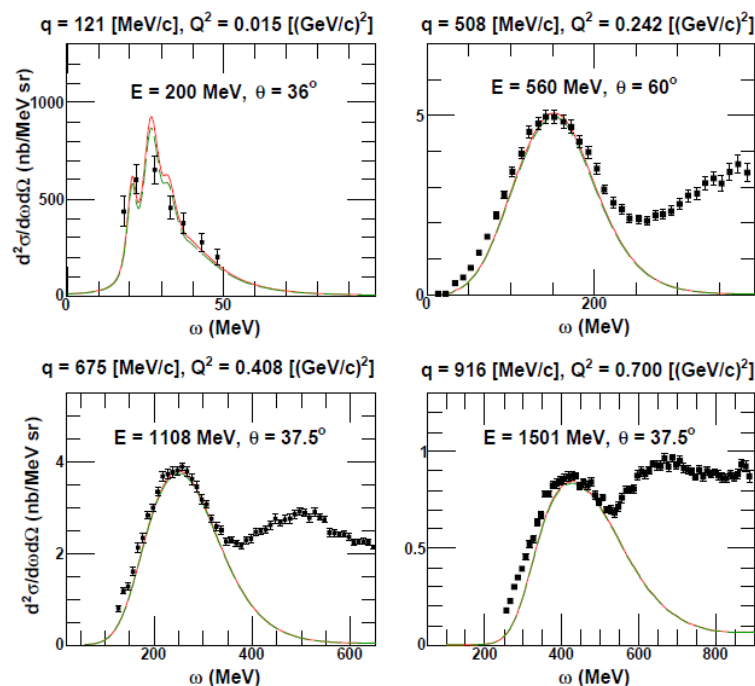 q = 121 [MeV/c], Q² = 0.015 [(GeV/c)²]
E = 200 MeV, θ = 36°
d²σ/dωdΩ (nb/MeV sr)
1000
500
0
0
50
ω (MeV)
q = 508 [MeV/c], Q² = 0.242 [(GeV/c)²]
E = 560 MeV, θ = 60°
5
0
0
200
ω (MeV)
q = 675 [MeV/c], Q² = 0.408 [(GeV/c)²]
E = 1108 MeV, θ = 37.5°
d²σ/dωdΩ (nb/MeV sr)
4
2
0
200
400
600
ω (MeV)
q = 916 [MeV/c], Q² = 0.700 [(GeV/c)²]
E = 1501 MeV, θ = 37.5°
1
0.5
0
200
400
600
800
ω (MeV)